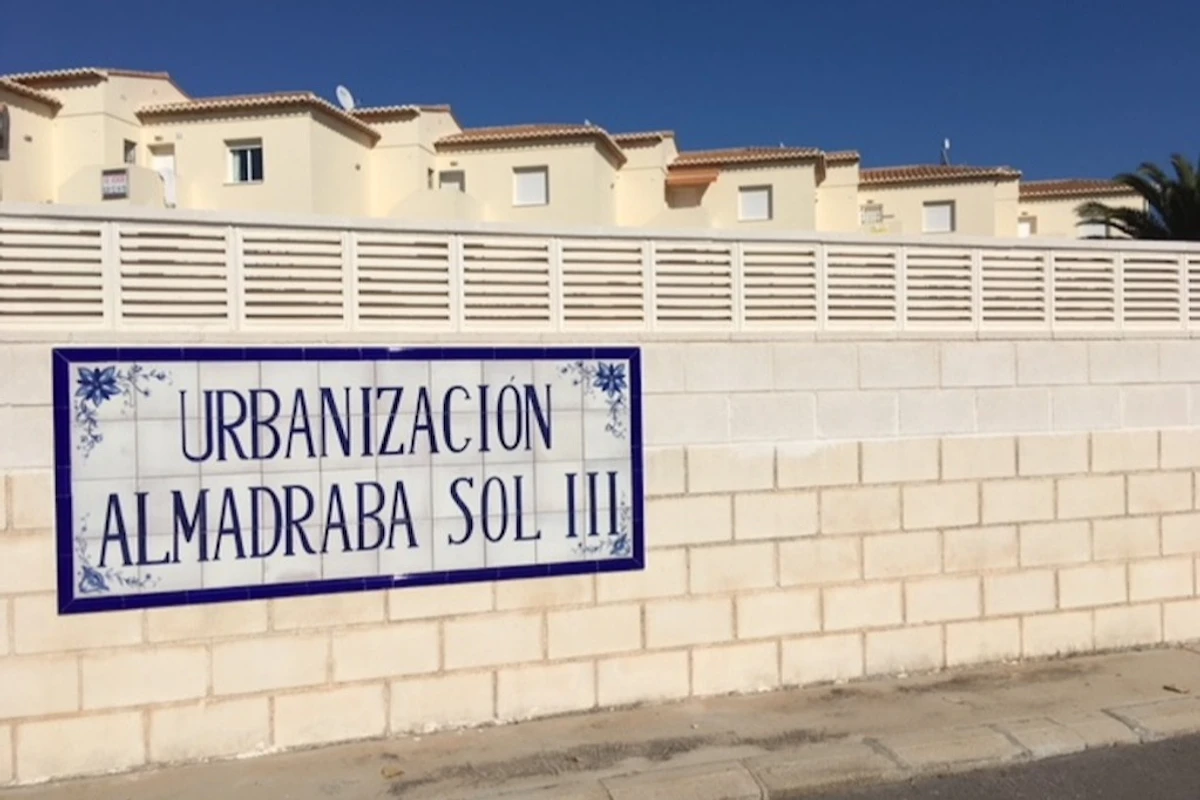 URBANIZACIÓN
ALMADRABA SOL III